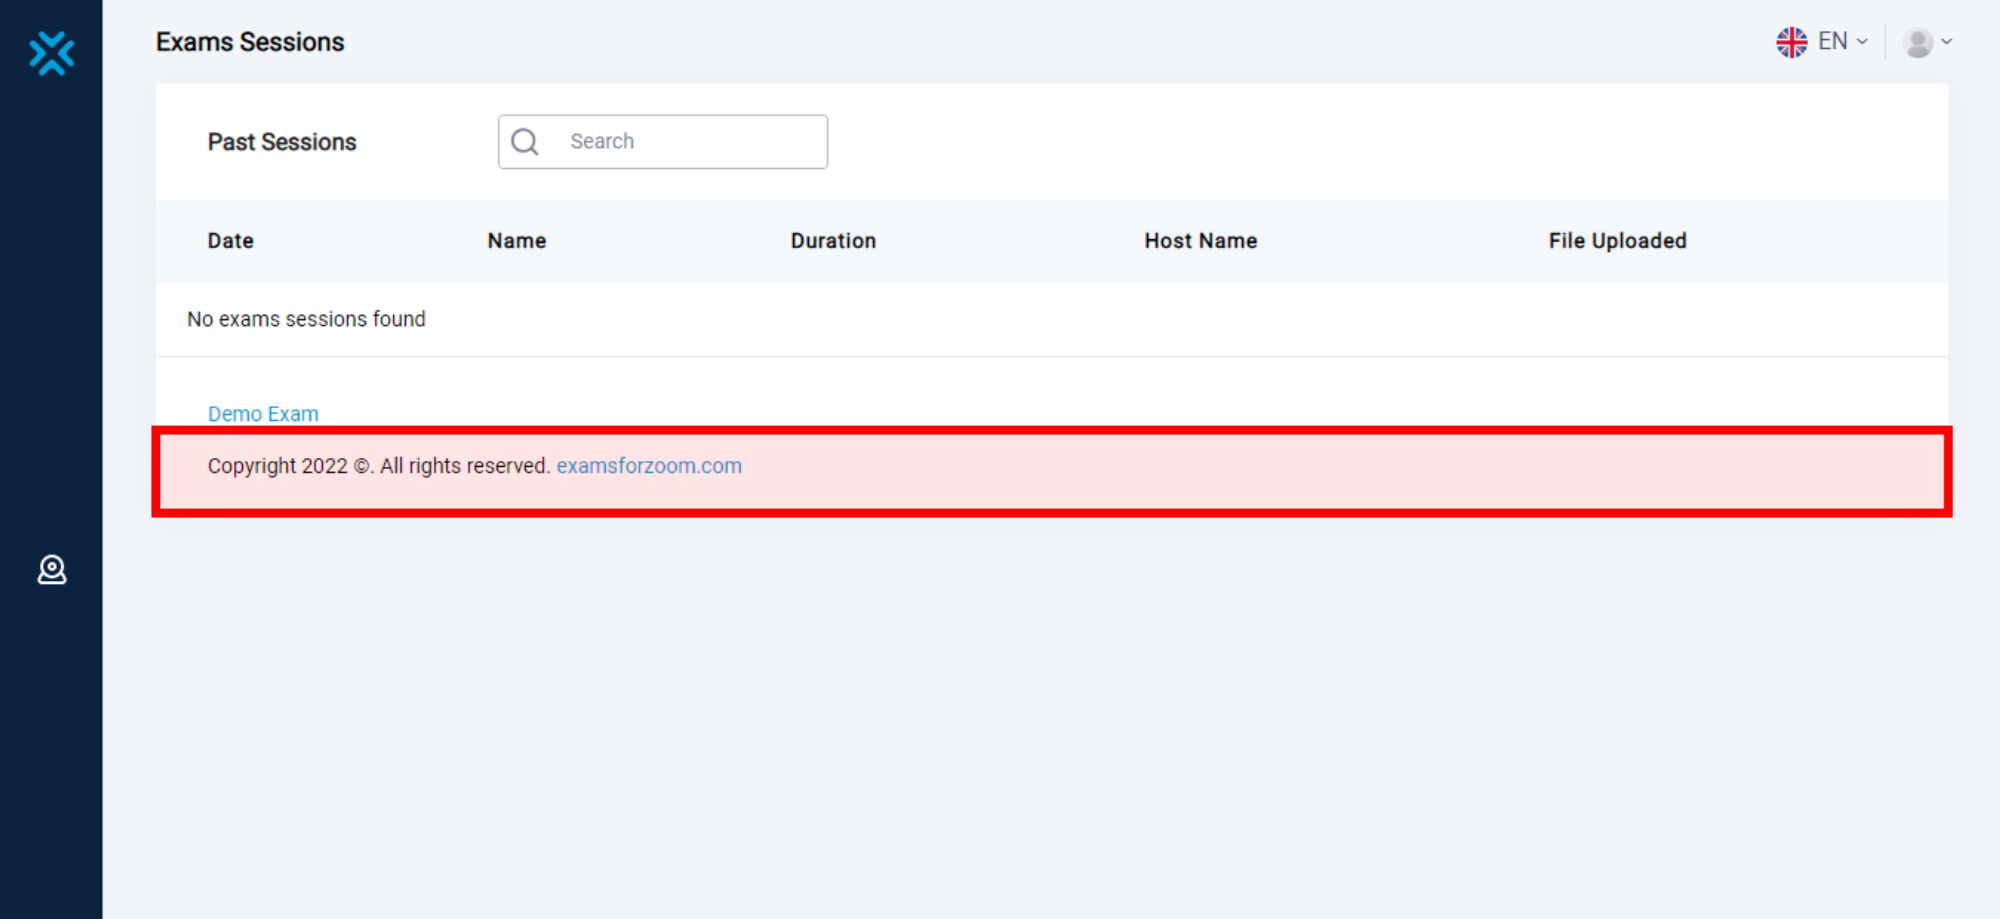 Exams Sessions
EN
Past Sessions
Search
Date Name Duration Host Name File Uploaded
No exams sessions found
Demo Exam
Copyright 2022 ©. All rights reserved. examsforzoom.com